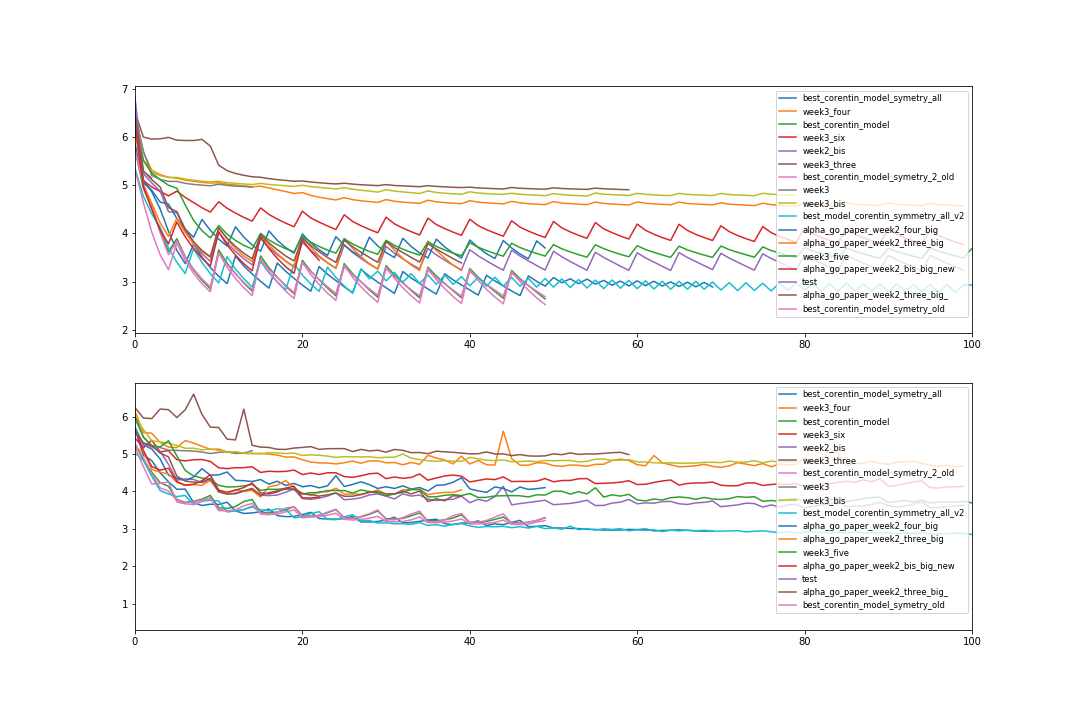 7
6
5
4
3
2
0
20
40
60
80
100
best_corentin_model_symetry_all
week3_four
best_corentin_model
week3_six
week2_bis
week3_three
best_corentin_model_symmetry_2_old
week3
week3_bis
best_model_corentin_symmetry_all_v2
alpha_go_paper_week2_four_big
alpha_go_paper_week2_three_big
week3_five
alpha_go_paper_week2_bis_big_new
test
alpha_go_paper_week2_three_big_
best_corentin_model_symetry_old
6
5
4
3
2
1
0
20
40
60
80
100
best_corentin_model_symetry_all
week3_four
best_corentin_model
week3_six
week2_bis
week3_three
best_corentin_model_symetry_2_old
week3
week3_bis
best_model_corentin_symmetry_all_v2
alpha_go_paper_week2_four_big
alpha_go_paper_week2_three_big
week3_five
alpha_go_paper_week2_bis_big_new
test
alpha_go_paper_week2_three_big_
best_corentin_model_symetry_old